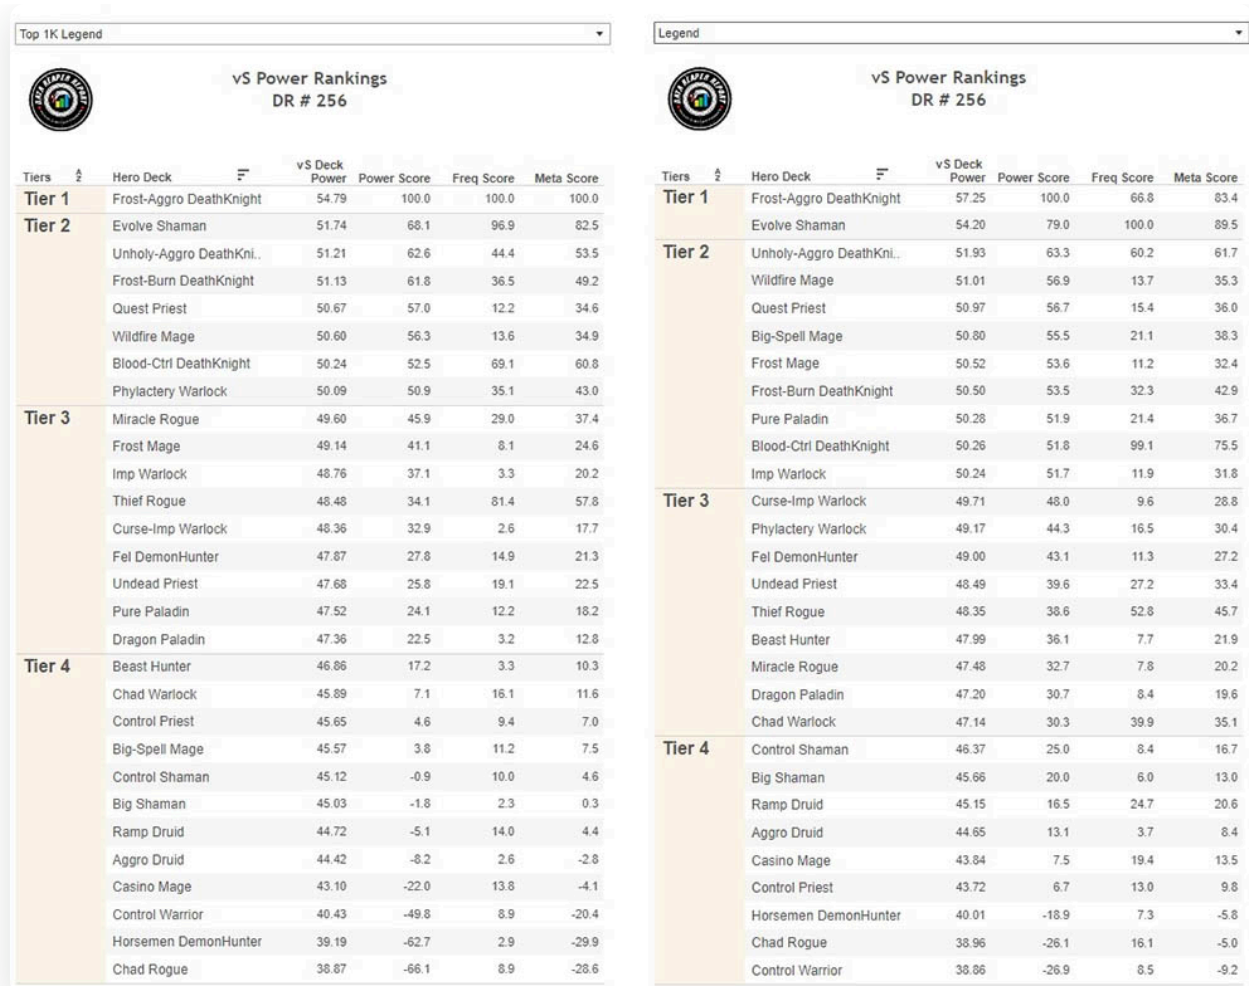 Top 1K Legend
DATA REAPER REPORT
vS Power Rankings
DR # 256
Tiers Hero Deck vS Deck Power Power Score Freq Score Meta Score
Tier 1 Frost-Aggro DeathKnight 54.79 100.0 100.0 100.0
Tier 2 Evolve Shaman 51.74 68.1 96.9 82.5
Unholy-Aggro DeathKni.. 51.21 62.6 44.4 53.5
Frost-Burn DeathKnight 51.13 61.8 36.5 49.2
Quest Priest 50.67 57.0 12.2 34.6
Wildfire Mage 50.60 56.3 13.6 34.9
Blood-Ctrl DeathKnight 50.24 52.5 69.1 60.8
Phylactery Warlock 50.09 50.9 35.1 43.0
Tier 3 Miracle Rogue 49.60 45.9 29.0 37.4
Frost Mage 49.14 41.1 8.1 24.6
Imp Warlock 48.76 37.1 3.3 20.2
Thief Rogue 48.48 34.1 81.4 57.8
Curse-Imp Warlock 48.36 32.9 2.6 17.7
Fel DemonHunter 47.87 27.8 14.9 21.3
Undead Priest 47.68 25.8 19.1 22.5
Pure Paladin 47.52 24.1 12.2 18.2
Dragon Paladin 47.36 22.5 3.2 12.8
Tier 4 Beast Hunter 46.86 17.2 3.3 10.3
Chad Warlock 45.89 7.1 16.1 11.6
Control Priest 45.65 4.6 9.4 7.0
Big-Spell Mage 45.57 3.8 11.2 7.5
Control Shaman 45.12 -0.9 10.0 4.6
Big Shaman 45.03 -1.8 2.3 0.3
Ramp Druid 44.72 -5.1 14.0 4.4
Aggro Druid 44.42 -8.2 2.6 -2.8
Casino Mage 43.10 -22.0 13.8 -4.1
Control Warrior 40.43 -49.8 8.9 -20.4
Horsemen DemonHunter 39.19 -62.7 2.9 -29.9
Chad Rogue 38.87 -66.1 8.9 -28.6
Legend
DATA REAPER REPORT
vS Power Rankings
DR # 256
Tiers Hero Deck vS Deck Power Power Score Freq Score Meta Score
Tier 1 Frost-Aggro DeathKnight 57.25 100.0 66.8 83.4
Evolve Shaman 54.20 79.0 100.0 89.5
Tier 2 Unholy-Aggro DeathKni.. 51.93 63.3 60.2 61.7
Wildfire Mage 51.01 56.9 13.7 35.3
Quest Priest 50.97 56.7 15.4 36.0
Big-Spell Mage 50.80 55.5 21.1 38.3
Frost Mage 50.52 53.6 11.2 32.4
Frost-Burn DeathKnight 50.50 53.5 32.3 42.9
Pure Paladin 50.28 51.9 21.4 36.7
Blood-Ctrl DeathKnight 50.26 51.8 99.1 75.5
Imp Warlock 50.24 51.7 11.9 31.8
Tier 3 Curse-Imp Warlock 49.71 48.0 9.6 28.8
Phylactery Warlock 49.17 44.3 16.5 30.4
Fel DemonHunter 49.00 43.1 11.3 27.2
Undead Priest 48.49 39.6 27.2 33.4
Thief Rogue 48.35 38.6 52.8 45.7
Beast Hunter 47.99 36.1 7.7 21.9
Miracle Rogue 47.48 32.7 7.8 20.2
Dragon Paladin 47.20 30.7 8.4 19.6
Chad Warlock 47.14 30.3 39.9 35.1
Tier 4 Control Shaman 46.37 25.0 8.4 16.7
Big Shaman 45.66 20.0 6.0 13.0
Ramp Druid 45.15 16.5 24.7 20.6
Aggro Druid 44.65 13.1 3.7 8.4
Casino Mage 43.84 7.5 19.4 13.5
Control Priest 43.72 6.7 13.0 9.8
Horsemen DemonHunter 40.01 -18.9 7.3 -5.8
Chad Rogue 38.96 -26.1 16.1 -5.0
Control Warrior 38.86 -26.9 8.5 -9.2